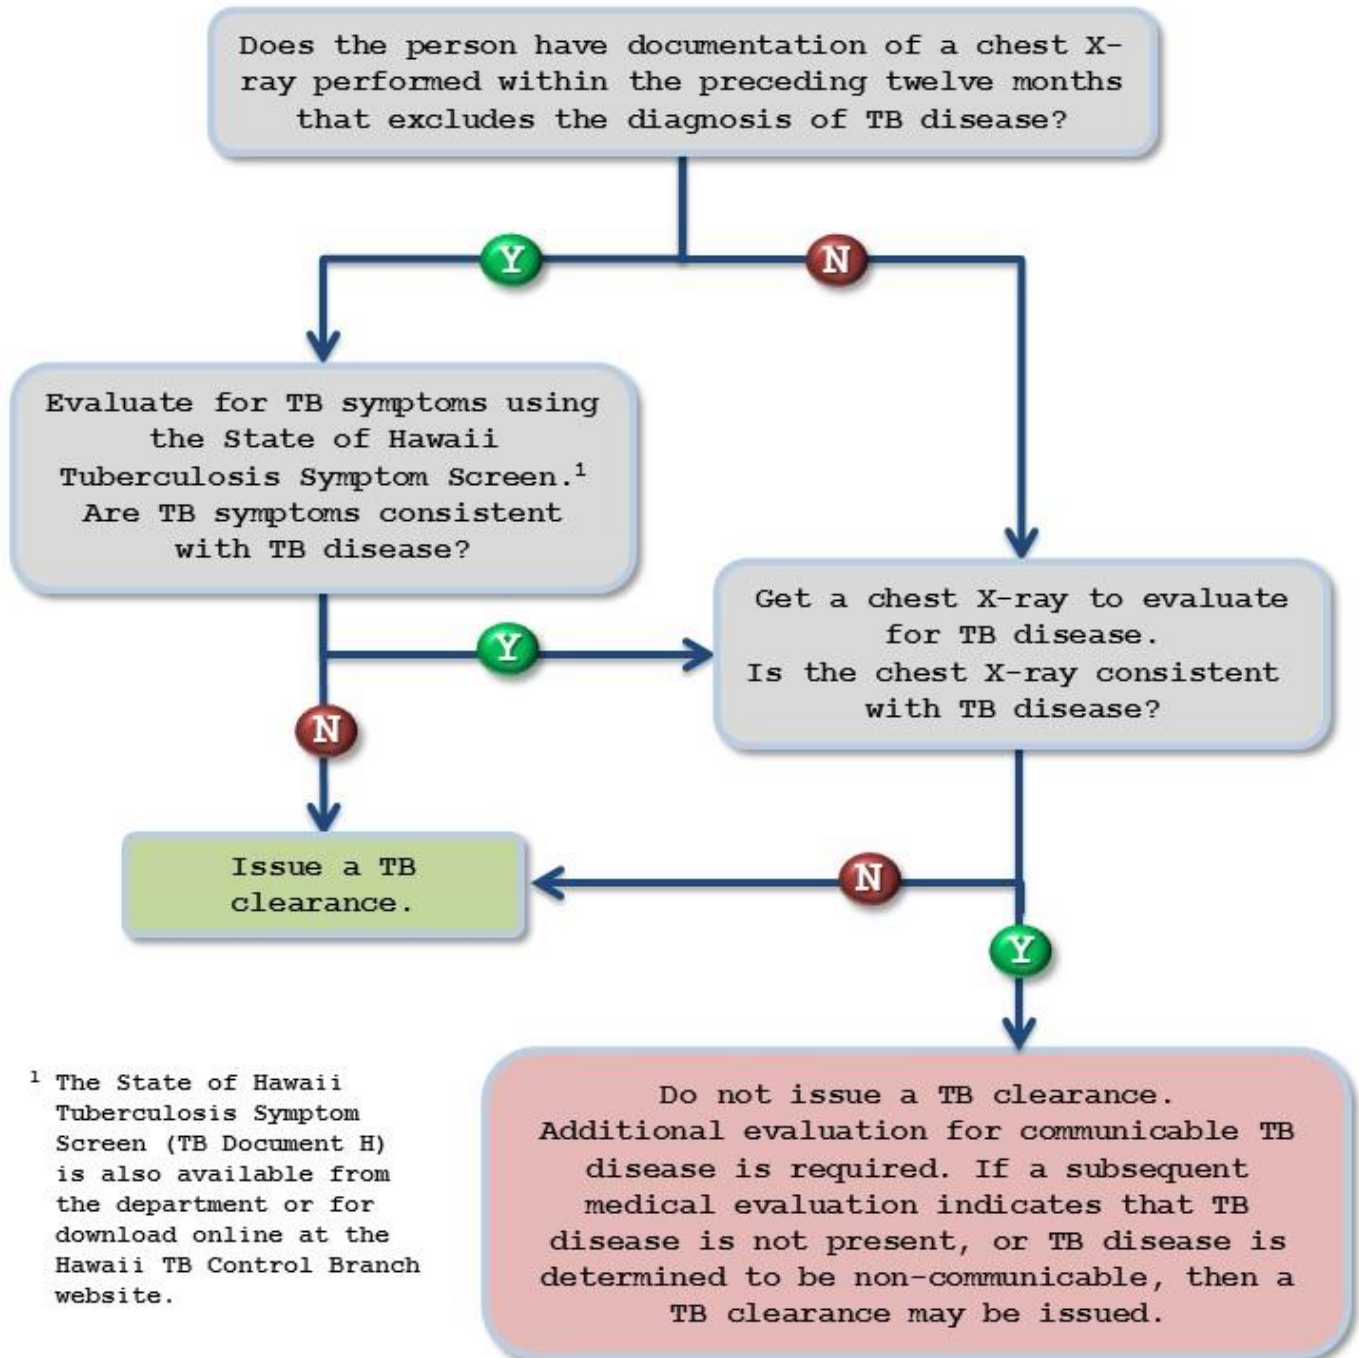 Does the person have documentation of a chest X-
ray performed within the preceding twelve months
that excludes the diagnosis of TB disease?
Y
N
Evaluate for TB symptoms using
the State of Hawaii
Tuberculosis Symptom Screen.¹
Are TB symptoms consistent
with TB disease?
Y
Get a chest X-ray to evaluate
for TB disease.
Is the chest X-ray consistent
with TB disease?
N
Issue a TB
clearance.
N
Y
¹ The State of Hawaii
Tuberculosis Symptom
Screen (TB Document H)
is also available from
the department or for
download online at the
Hawaii TB Control Branch
website.
Do not issue a TB clearance.
Additional evaluation for communicable TB
disease is required. If a subsequent
medical evaluation indicates that TB
disease is not present, or TB disease is
determined to be non-communicable, then a
TB clearance may be issued.